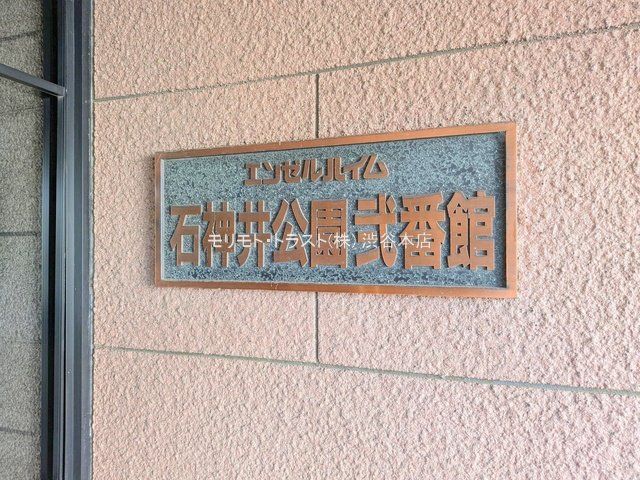 エンゼルハイム
石神井公園弐番館
モリモト・トラスト(株) 渋谷本店